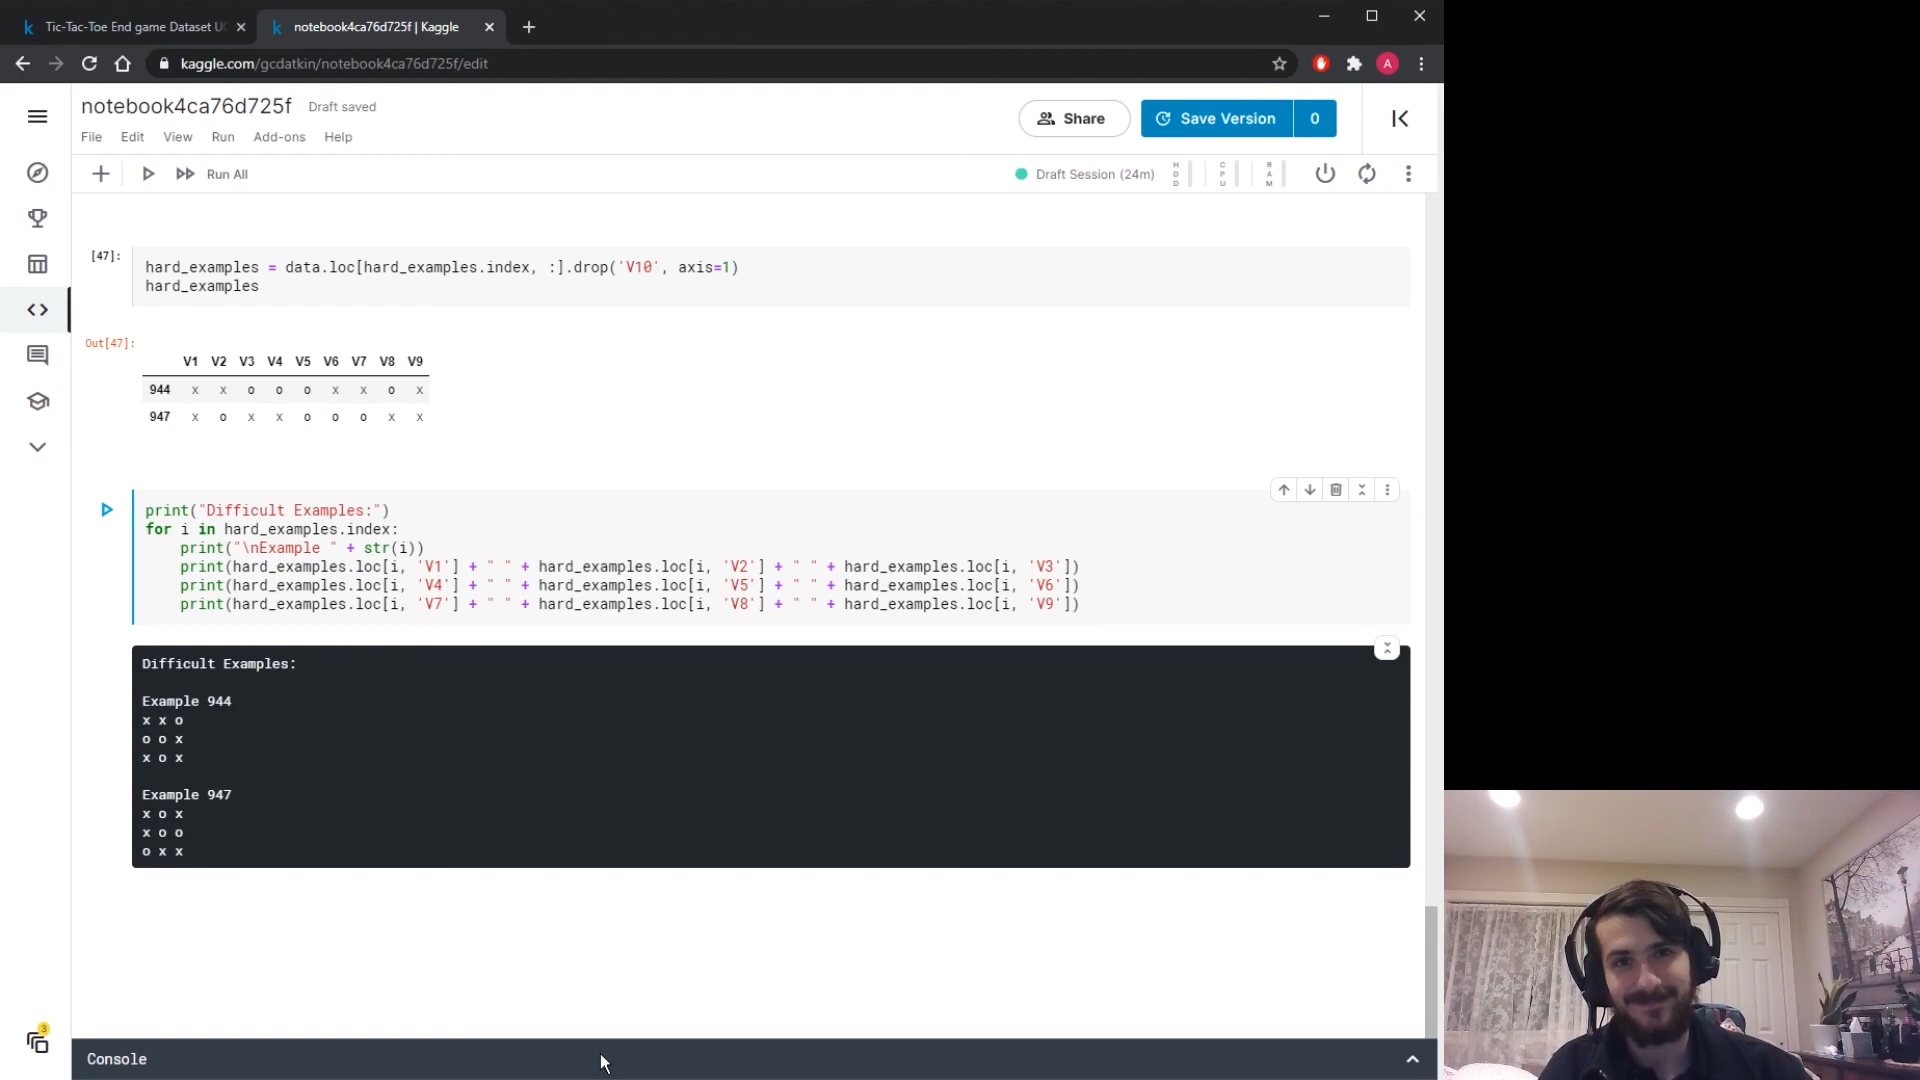 Tic-Tac-Toe End game Dataset U
notebook4ca76d725f | Kaggle
kaggle.com/gcdatkin/notebook4ca76d725f/edit
A
notebook4ca76d725f
Draft saved
Share
Save Version
0
File
Edit
View
Run
Add-ons
Help
Run All
Draft Session (24m)
HDD
CPU
RAM
[47]:
hard_examples = data.loc[hard_examples.index, :].drop('V10', axis=1)
hard_examples
Out[47]:
V1 V2 V3 V4 V5 V6 V7 V8 V9
944 x x o o o x x o x
947 x o x x o o o x x
print("Difficult Examples:")
for i in hard_examples.index:
print("\nExample " + str(i))
print(hard_examples.loc[i, 'V1'] + " " + hard_examples.loc[i, 'V2'] + " " + hard_examples.loc[i, 'V3'])
print(hard_examples.loc[i, 'V4'] + " " + hard_examples.loc[i, 'V5'] + " " + hard_examples.loc[i, 'V6'])
print(hard_examples.loc[i, 'V7'] + " " + hard_examples.loc[i, 'V8'] + " " + hard_examples.loc[i, 'V9'])
Difficult Examples:
Example 944
x x o
o o x
x o x
Example 947
x o x
x o o
o x x
3
Console